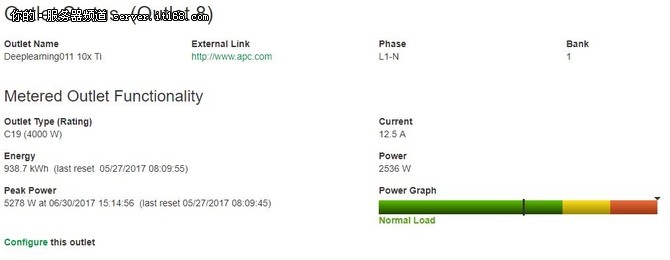 Outlet Status (Outlet 8)
你的·服务器频道 server.it168.com
Outlet Name External Link Phase Bank
Deeplearning011 10x Ti http://www.apc.com L1-N 1
Metered Outlet Functionality
Outlet Type (Rating) Current
C19 (4000 W) 12.5 A
Energy Power
938.7 kWh (last reset 05/27/2017 08:09:55) 2536 W
Peak Power Power Graph
5278 W at 06/30/2017 15:14:56 (last reset 05/27/2017 08:09:45)
Normal Load
Configure this outlet